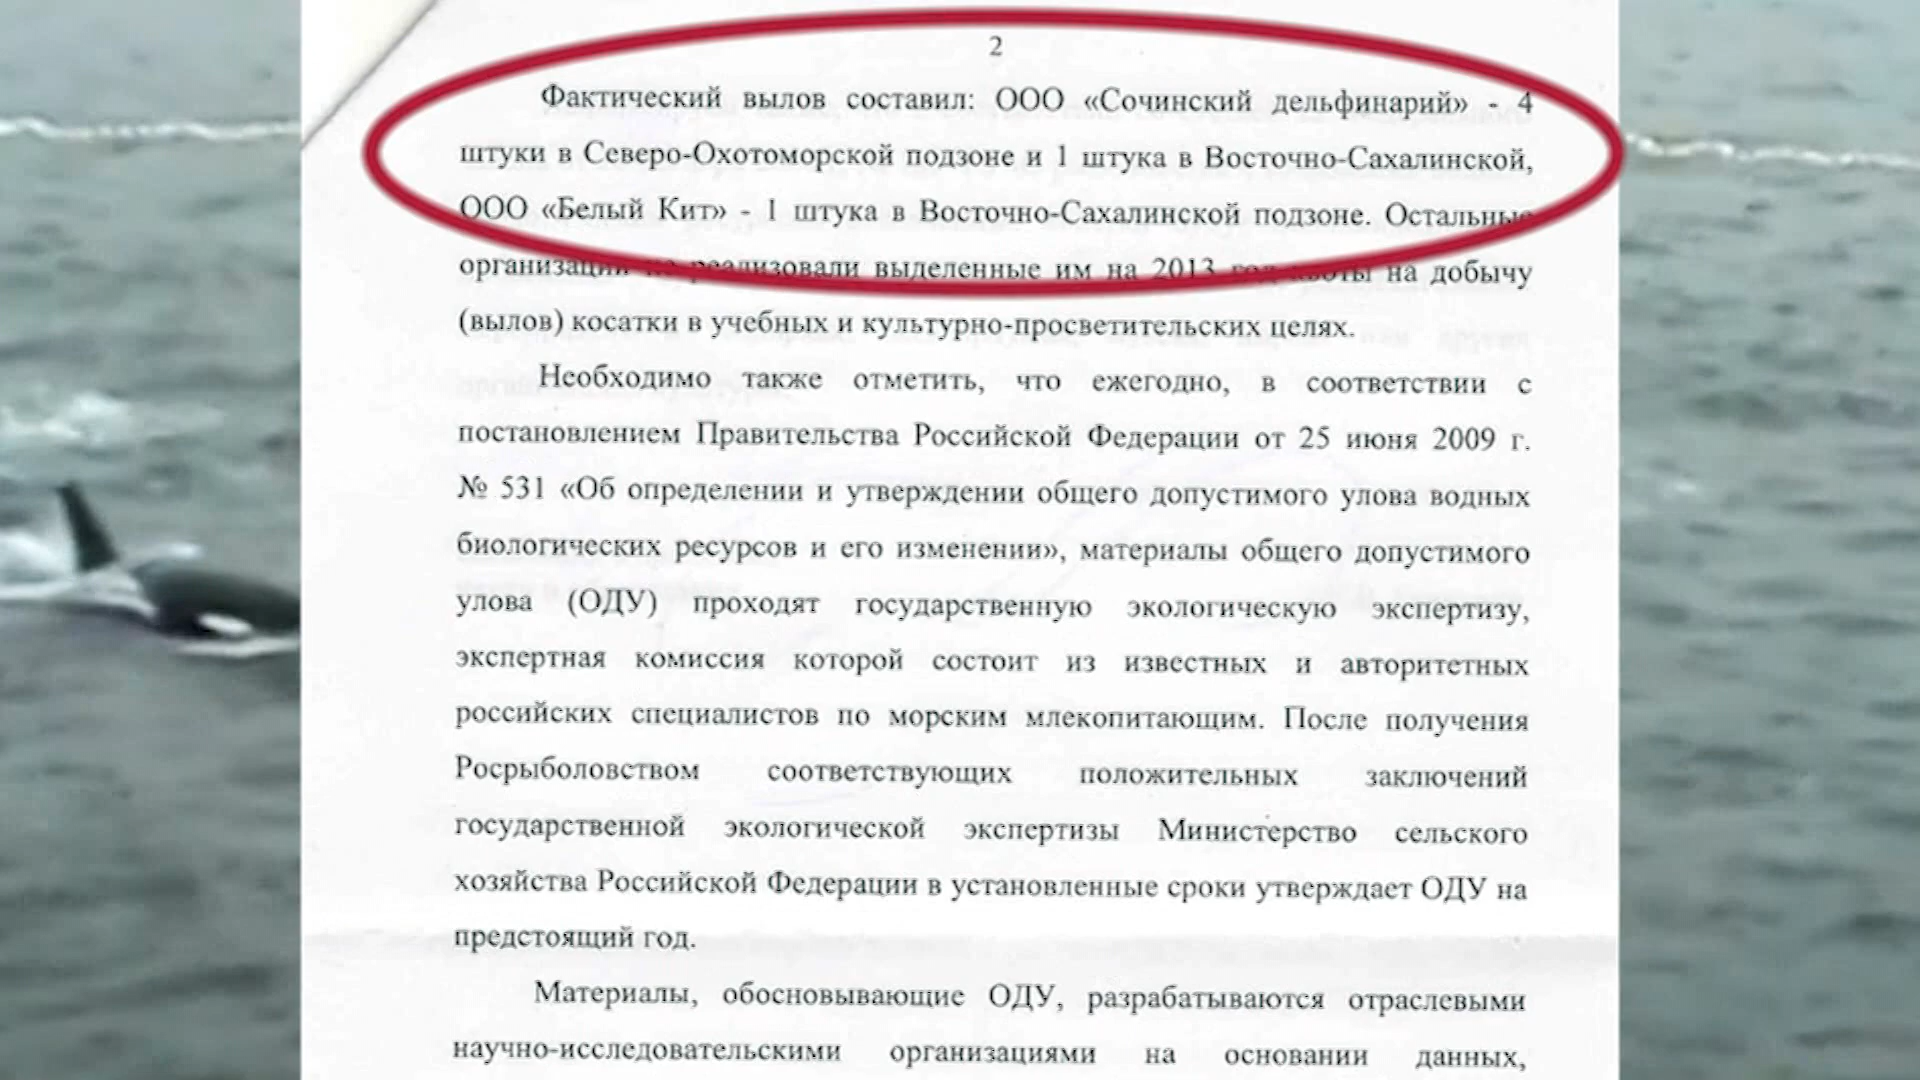 2
Фактический вылов составил: ООО «Сочинский дельфинарий» - 4
штуки в Северо-Охотоморской подзоне и 1 штука в Восточно-Сахалинской,
ООО «Белый Кит» - 1 штука в Восточно-Сахалинской подзоне. Остальные
организации не реализовали выделенные им на 2013 год квоты на добычу
(вылов) косатки в учебных и культурно-просветительских целях.
Необходимо также отметить, что ежегодно, в соответствии с
постановлением Правительства Российской Федерации от 25 июня 2009 г.
№ 531 «Об определении и утверждении общего допустимого улова водных
биологических ресурсов и его изменении», материалы общего допустимого
улова (ОДУ) проходят государственную экологическую экспертизу,
экспертная комиссия которой состоит из известных и авторитетных
российских специалистов по морским млекопитающим. После получения
Росрыболовством соответствующих положительных заключений
государственной экологической экспертизы Министерство сельского
хозяйства Российской Федерации в установленные сроки утверждает ОДУ на
предстоящий год.
Материалы, обосновывающие ОДУ, разрабатываются отраслевыми
научно-исследовательскими организациями на основании данных,